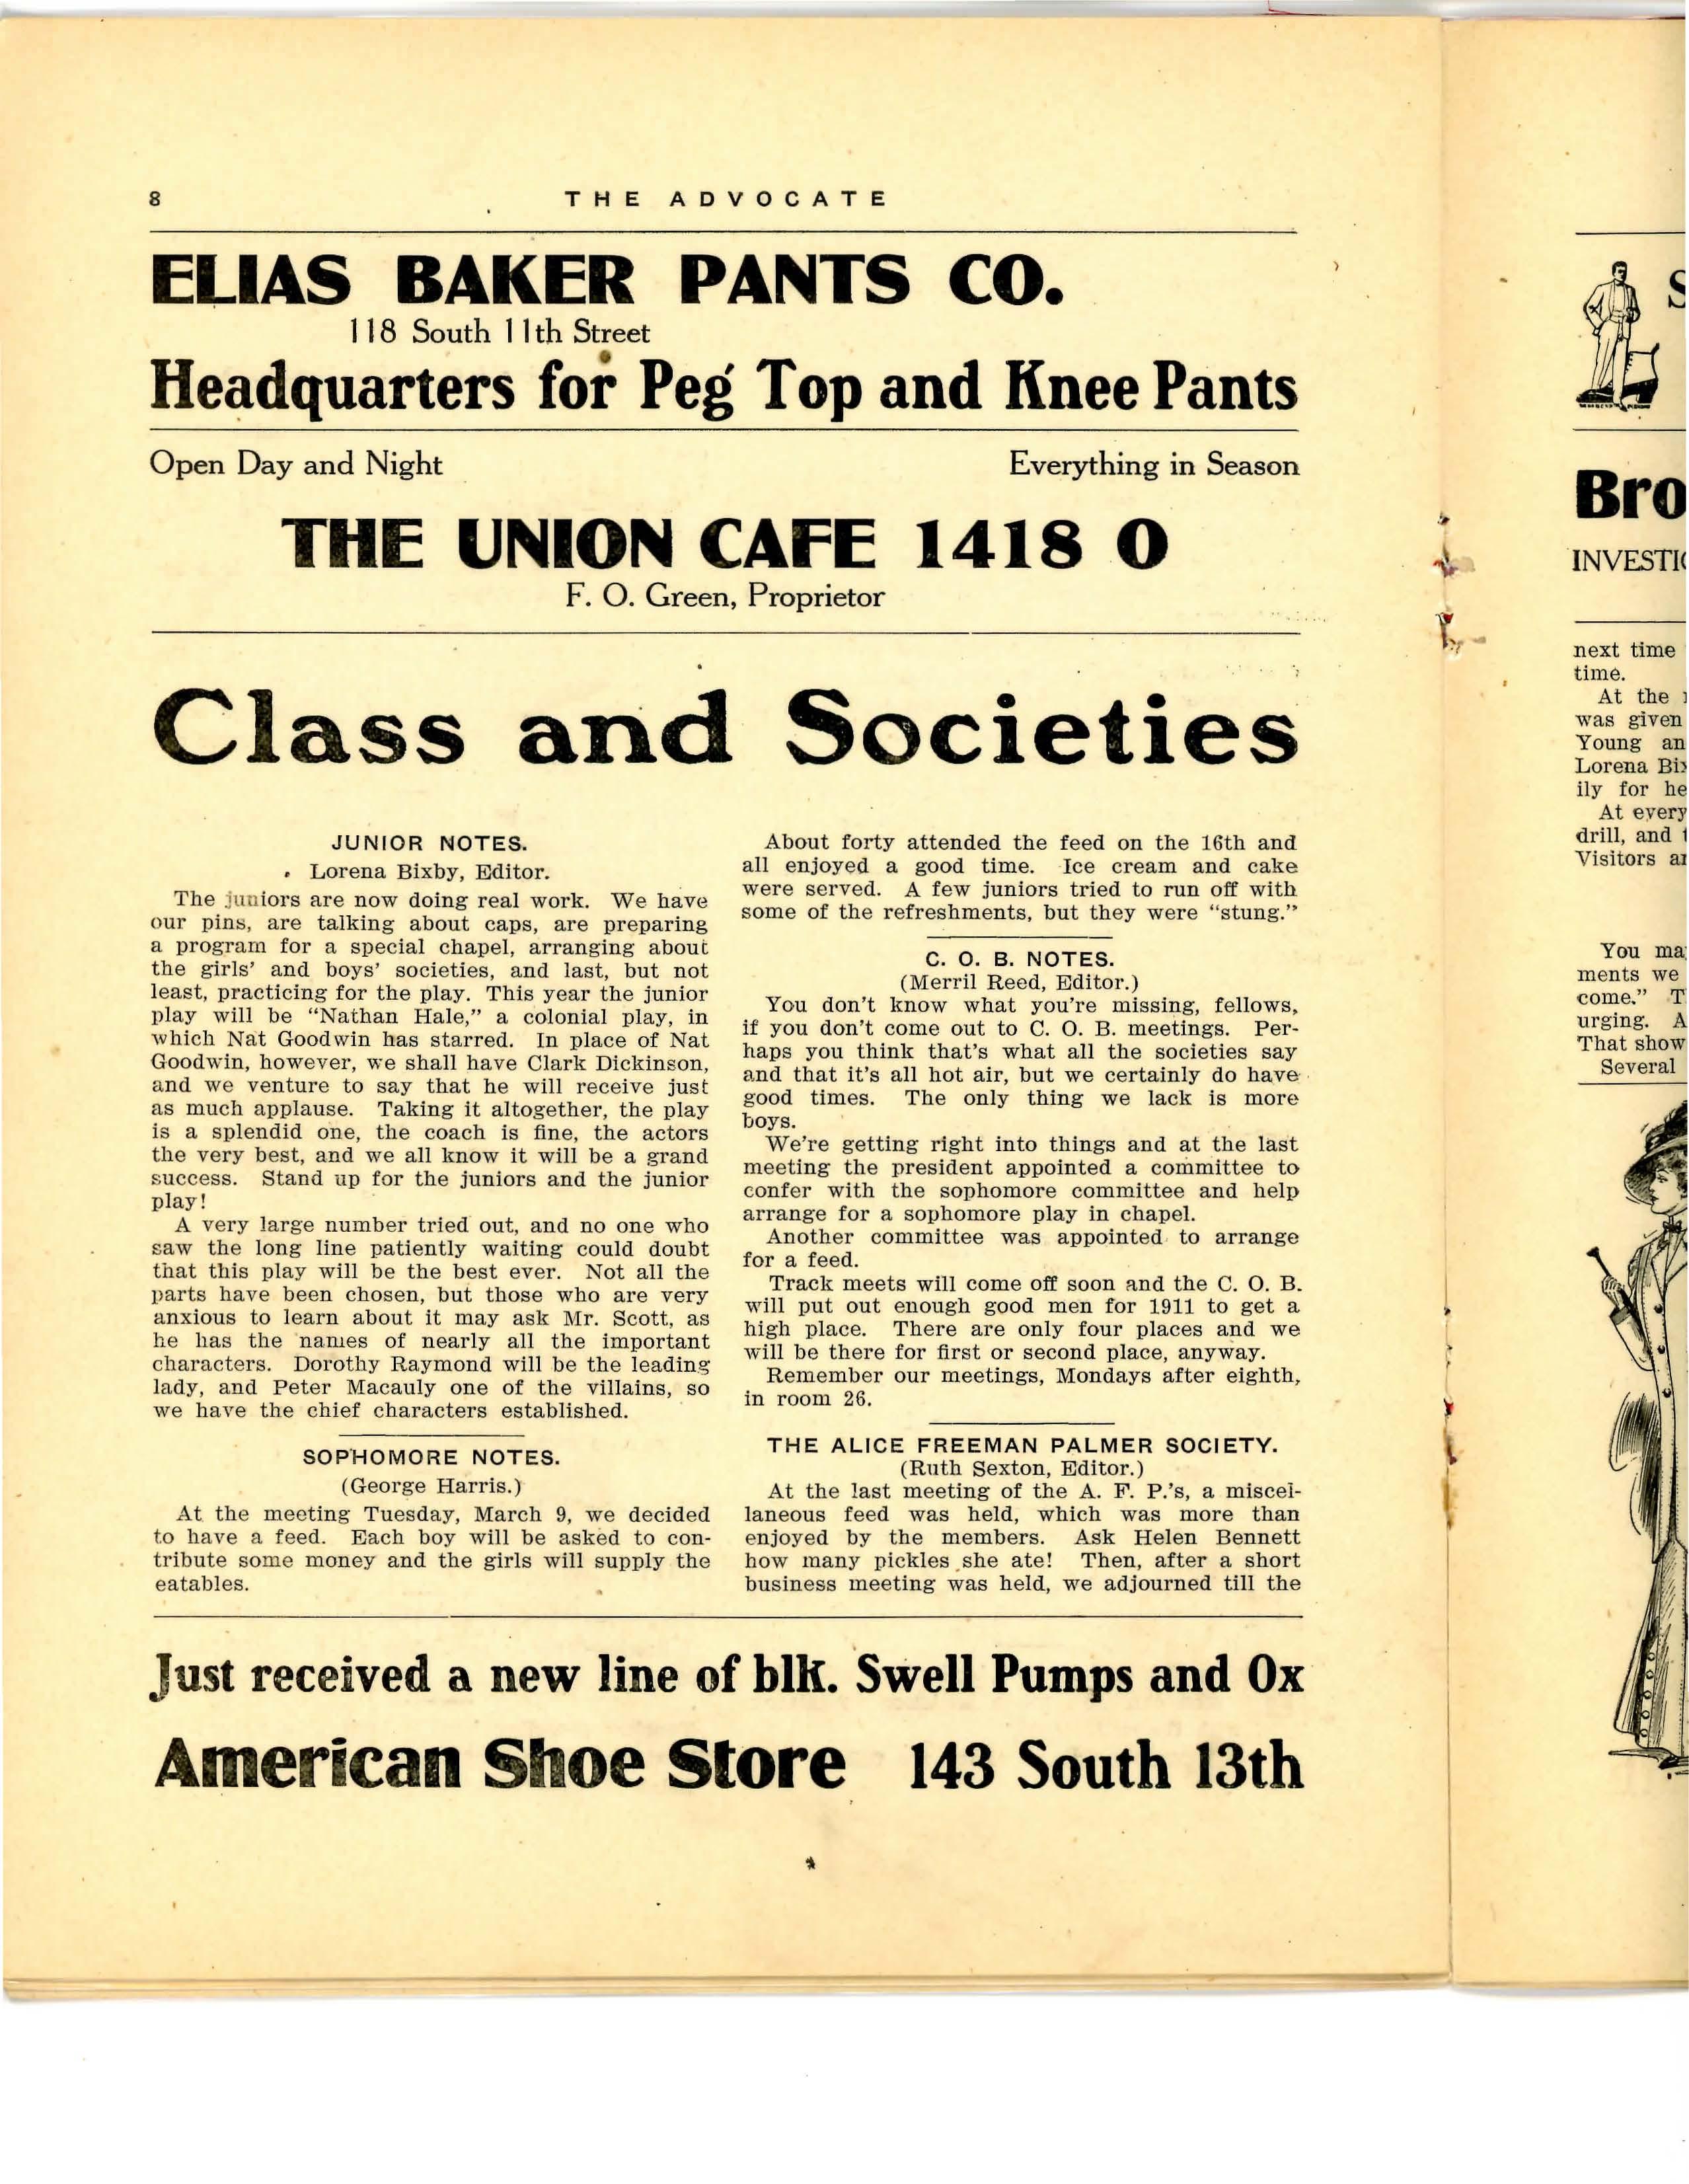 8 THE ADVOCATE
ELIAS BAKER PANTS CO.
118 South 11th Street
Headquarters for Peg Top and Knee Pants
Open Day and Night Everything in Season
THE UNION CAFE 1418 O
F. O. Green, Proprietor
Class and Societies
JUNIOR NOTES.
Lorena Bixby, Editor.
The juniors are now doing real work. We have
our pins, are talking about caps, are preparing
a program for a special chapel, arranging about
the girls' and boys' societies, and last, but not
least, practicing for the play. This year the junior
play will be "Nathan Hale," a colonial play, in
which Nat Goodwin has starred. In place of Nat
Goodwin, however, we shall have Clark Dickinson,
and we venture to say that he will receive just
as much applause. Taking it altogether, the play
is a splendid one, the coach is fine, the actors
the very best, and we all know it will be a grand
success. Stand up for the juniors and the junior
play!
A very large number tried out, and no one who
saw the long line patiently waiting could doubt
that this play will be the best ever. Not all the
parts have been chosen, but those who are very
anxious to learn about it may ask Mr. Scott, as
he has the names of nearly all the important
characters. Dorothy Raymond will be the leading
lady, and Peter Macauly one of the villains, so
we have the chief characters established.
SOPHOMORE NOTES.
(George Harris.)
At the meeting Tuesday, March 9, we decided
to have a feed. Each boy will be asked to con-
tribute some money and the girls will supply the
eatables.
About forty attended the feed on the 16th and
all enjoyed a good time. Ice cream and cake
were served. A few juniors tried to run off with
some of the refreshments, but they were "stung."
C. O. B. NOTES.
(Merril Reed, Editor.)
You don't know what you're missing, fellows,
if you don't come out to C. O. B. meetings. Per-
haps you think that's what all the societies say
and that it's all hot air, but we certainly do have
good times. The only thing we lack is more
boys.
We're getting right into things and at the last
meeting the president appointed a committee to
confer with the sophomore committee and help
arrange for a sophomore play in chapel.
Another committee was appointed to arrange
for a feed.
Track meets will come off soon and the C. O. B.
will put out enough good men for 1911 to get a
high place. There are only four places and we
will be there for first or second place, anyway.
Remember our meetings, Mondays after eighth,
in room 26.
THE ALICE FREEMAN PALMER SOCIETY.
(Ruth Sexton, Editor.)
At the last meeting of the A. F. P.'s, a miscel-
laneous feed was held, which was more than
enjoyed by the members. Ask Helen Bennett
how many pickles she ate! Then, after a short
business meeting was held, we adjourned till the
Just received a new line of blk. Swell Pumps and Ox
American Shoe Store 143 South 13th
next time
time.
At the
was given
Young
Lorena
ily for
At every
drill, and
Visitors
You
ments we
come."
urging. A
That show
Several